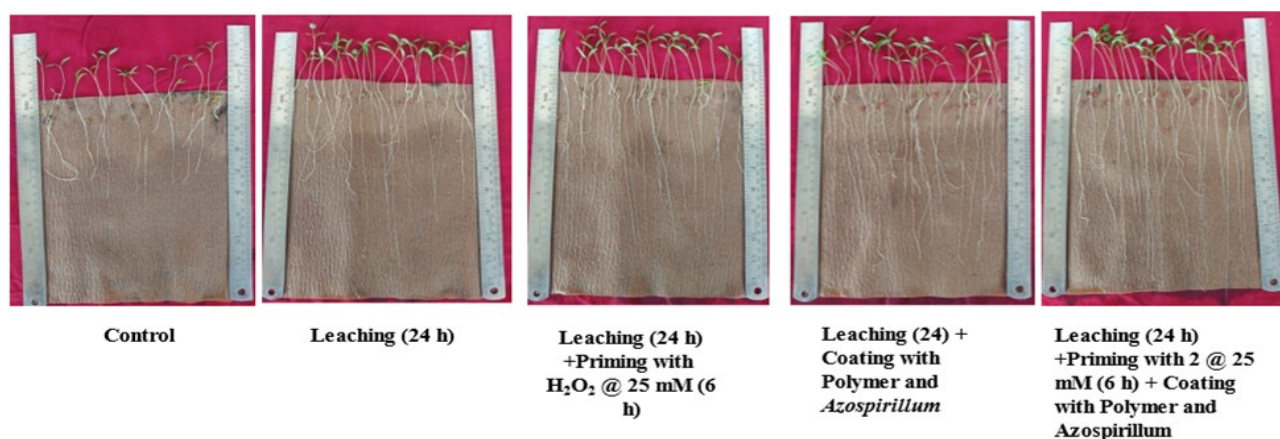 Control
Leaching (24 h)
Leaching (24 h)
+Priming with
H₂O₂ @ 25 mM (6
h)
Leaching (24) +
Coating with
Polymer and
Azospirillum
Leaching (24 h)
+Priming with 2 @ 25
mM (6 h) + Coating
with Polymer and
Azospirillum